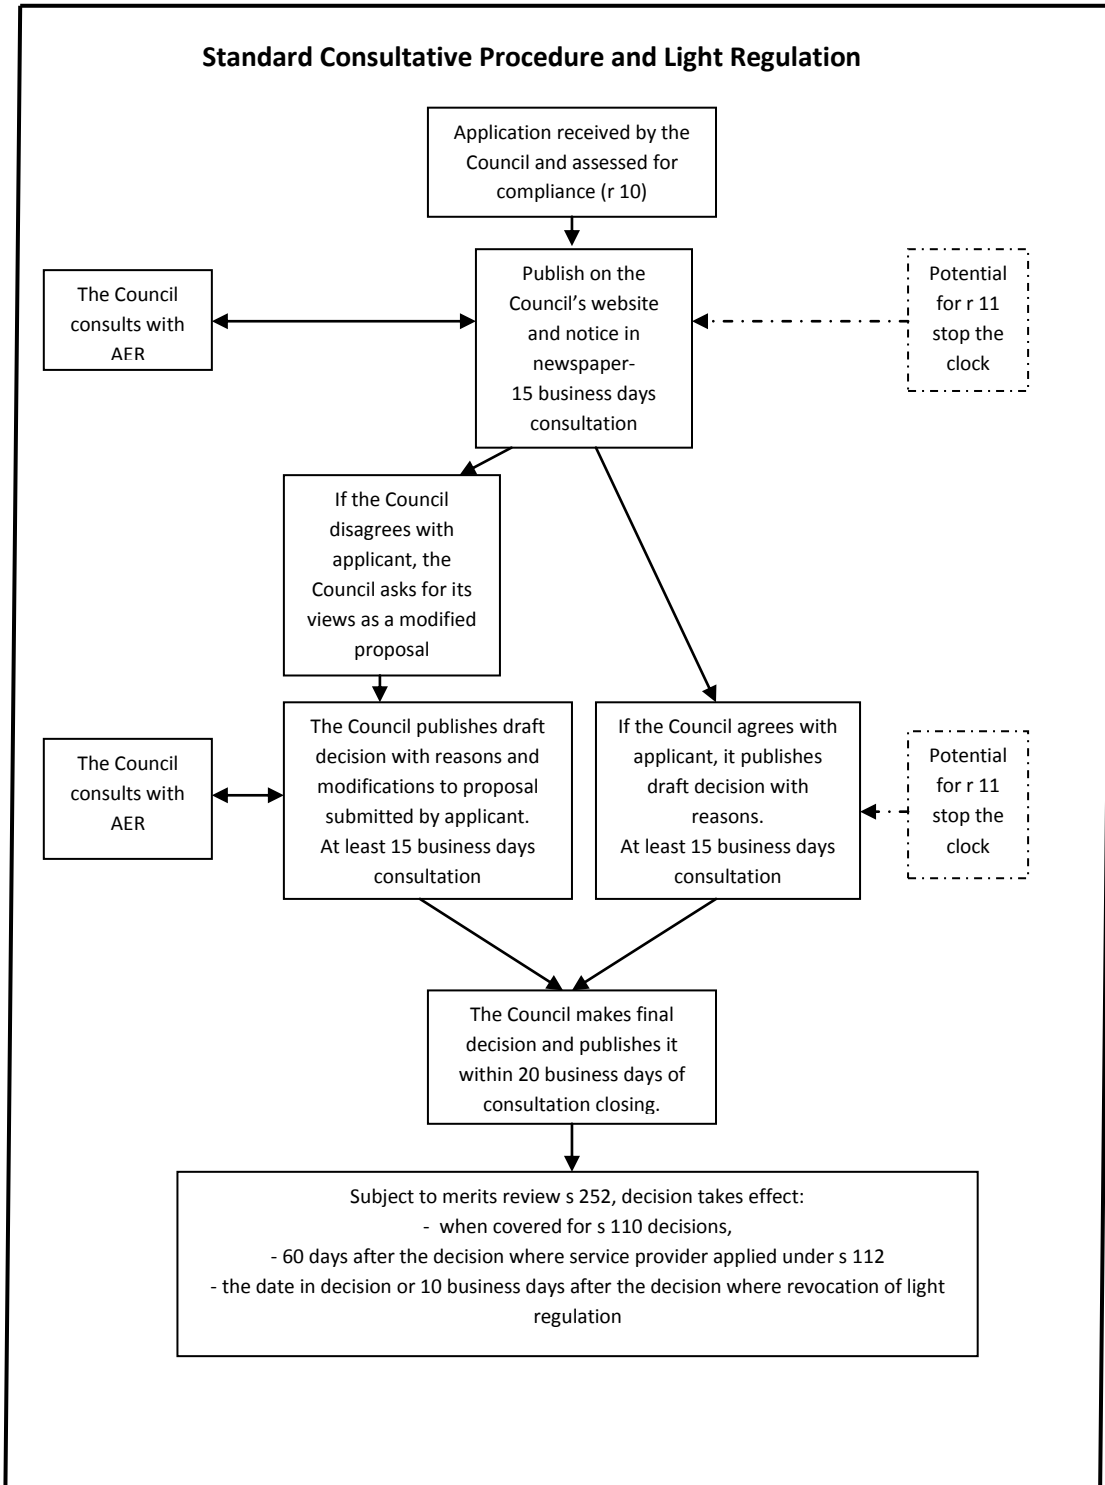 Standard Consultative Procedure and Light Regulation
Application received by the
Council and assessed for
compliance (r 10)
The Council
consults with
AER
Publish on the
Council’s website
and notice in
newspaper-
15 business days
consultation
Potential
for r 11
stop the
clock
If the Council
disagrees with
applicant, the
Council asks for its
views as a modified
proposal
The Council
consults with
AER
The Council publishes draft
decision with reasons and
modifications to proposal
submitted by applicant.
At least 15 business days
consultation
If the Council agrees with
applicant, it publishes
draft decision with
reasons.
At least 15 business days
consultation
Potential
for r 11
stop the
clock
The Council makes final
decision and publishes it
within 20 business days of
consultation closing.
Subject to merits review s 252, decision takes effect:
- when covered for s 110 decisions,
- 60 days after the decision where service provider applied under s 112
- the date in decision or 10 business days after the decision where revocation of light
regulation